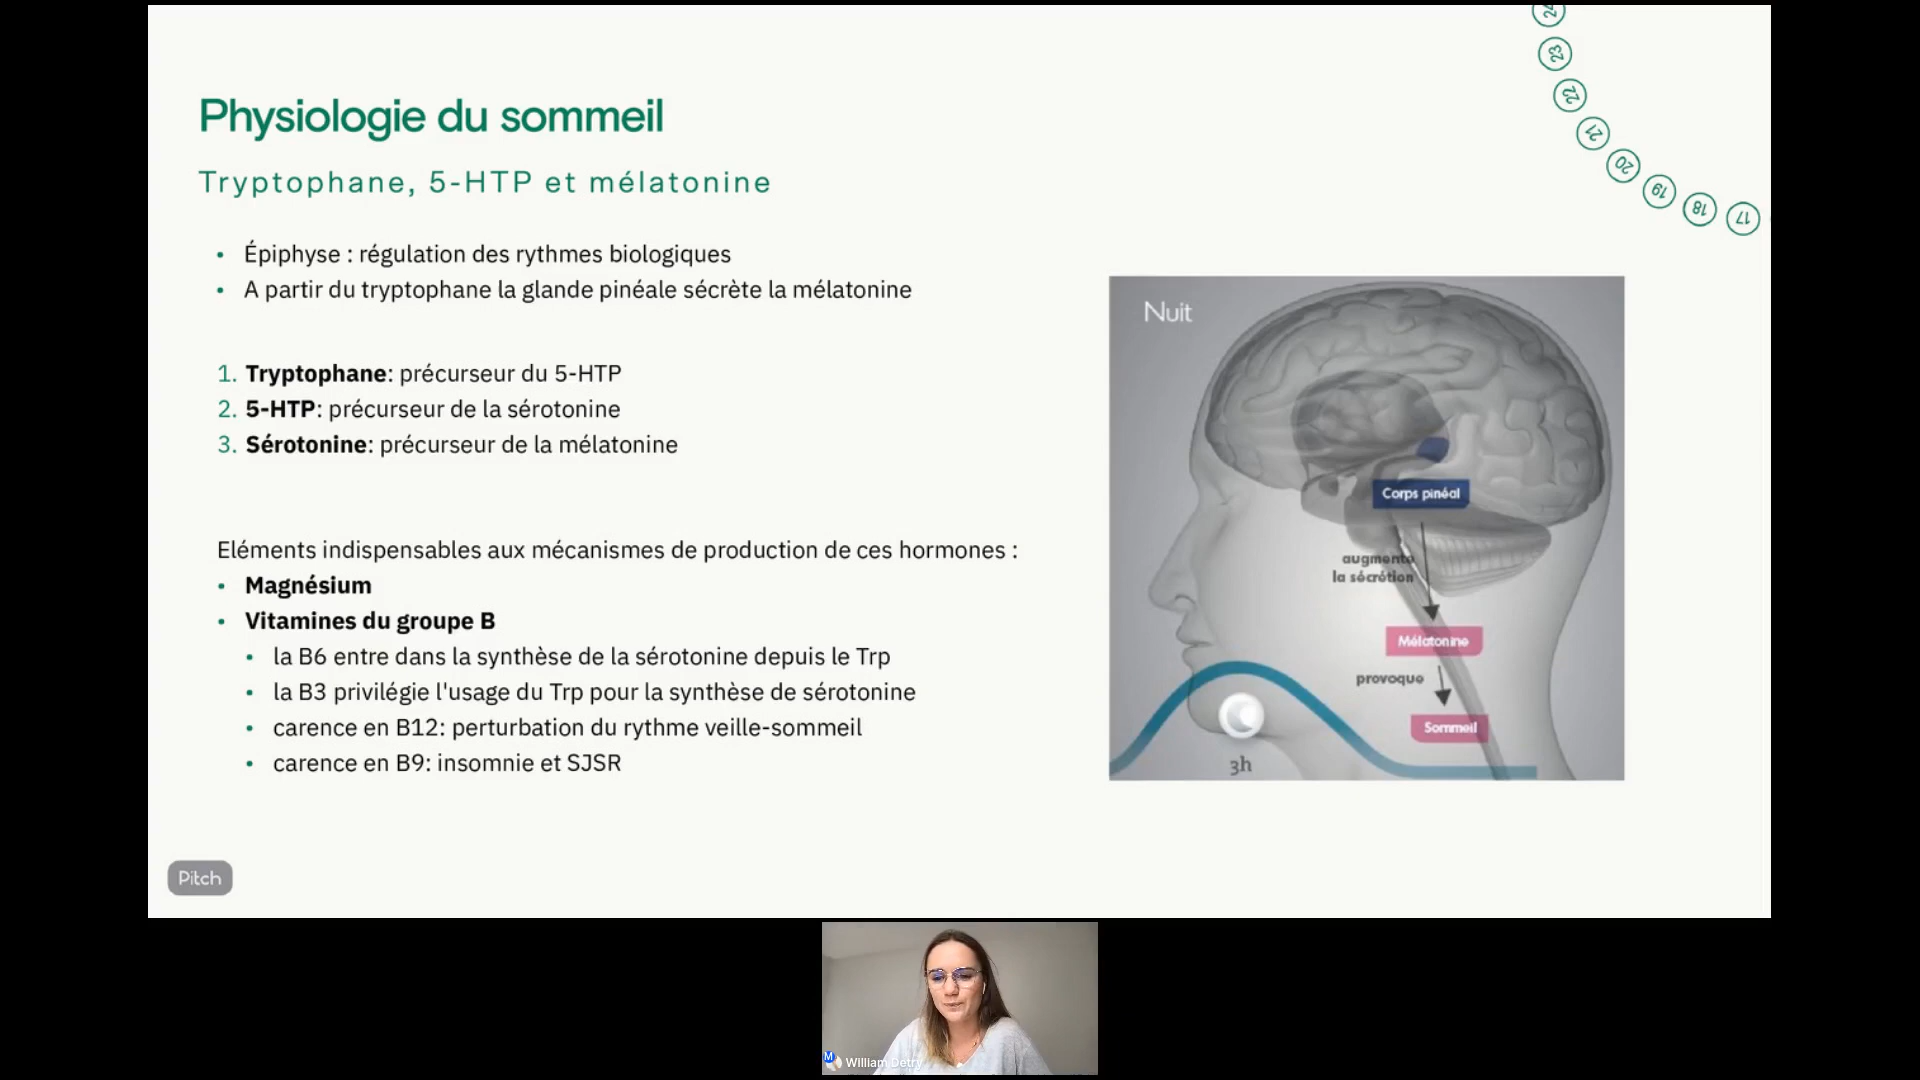 Physiologie du sommeil
Tryptophane, 5-HTP et mélatonine
• Épiphyse : régulation des rythmes biologiques
• A partir du tryptophane la glande pinéale sécrète la mélatonine
1. Tryptophane: précurseur du 5-HTP
2. 5-HTP: précurseur de la sérotonine
3. Sérotonine: précurseur de la mélatonine
Eléments indispensables aux mécanismes de production de ces hormones :
• Magnésium
• Vitamines du groupe B
• la B6 entre dans la synthèse de la sérotonine depuis le Trp
• la B3 privilégie l'usage du Trp pour la synthèse de sérotonine
• carence en B12: perturbation du rythme veille-sommeil
• carence en B9: insomnie et SJSR
24
23
22
21
20
19
18
17
Nuit
Corps pinéal
augmente
la sécrétion
Mélatonine
provoque
Sommeil
3h
Pitch
M
William Detry